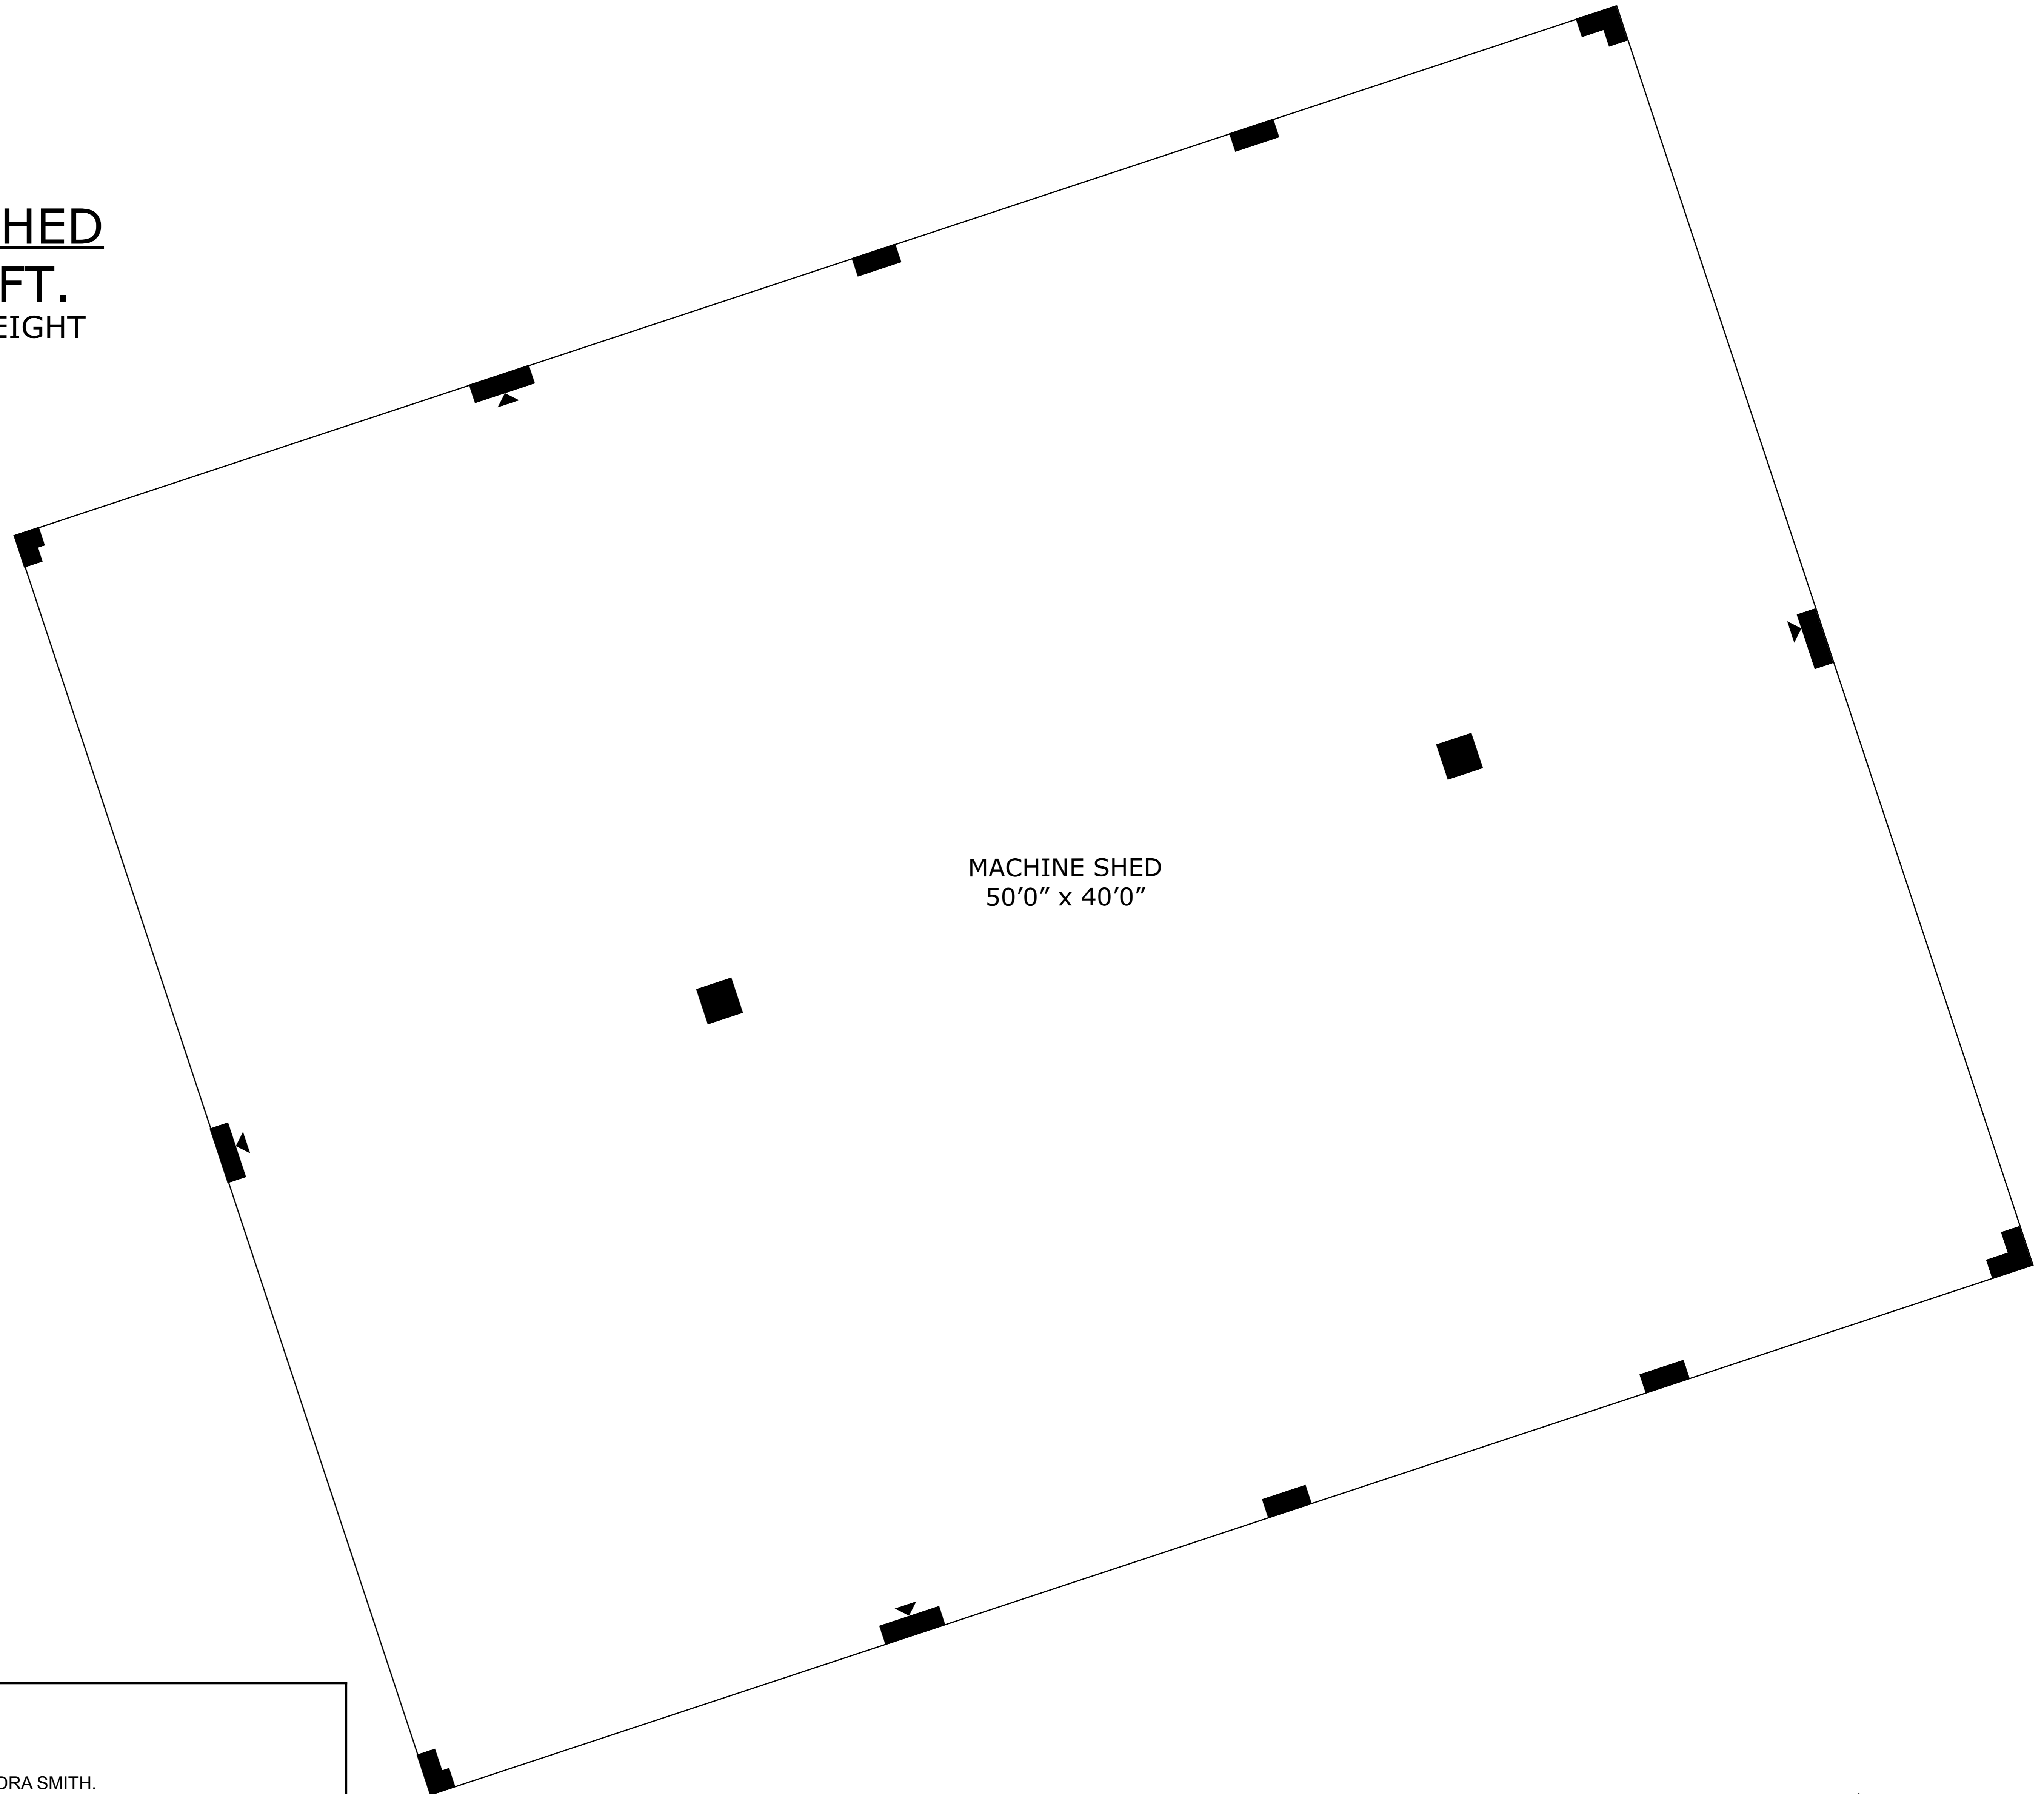 HED
FT.
EIGHT
MACHINE SHED
50′0″ x 40′0″
ORA SMITH.